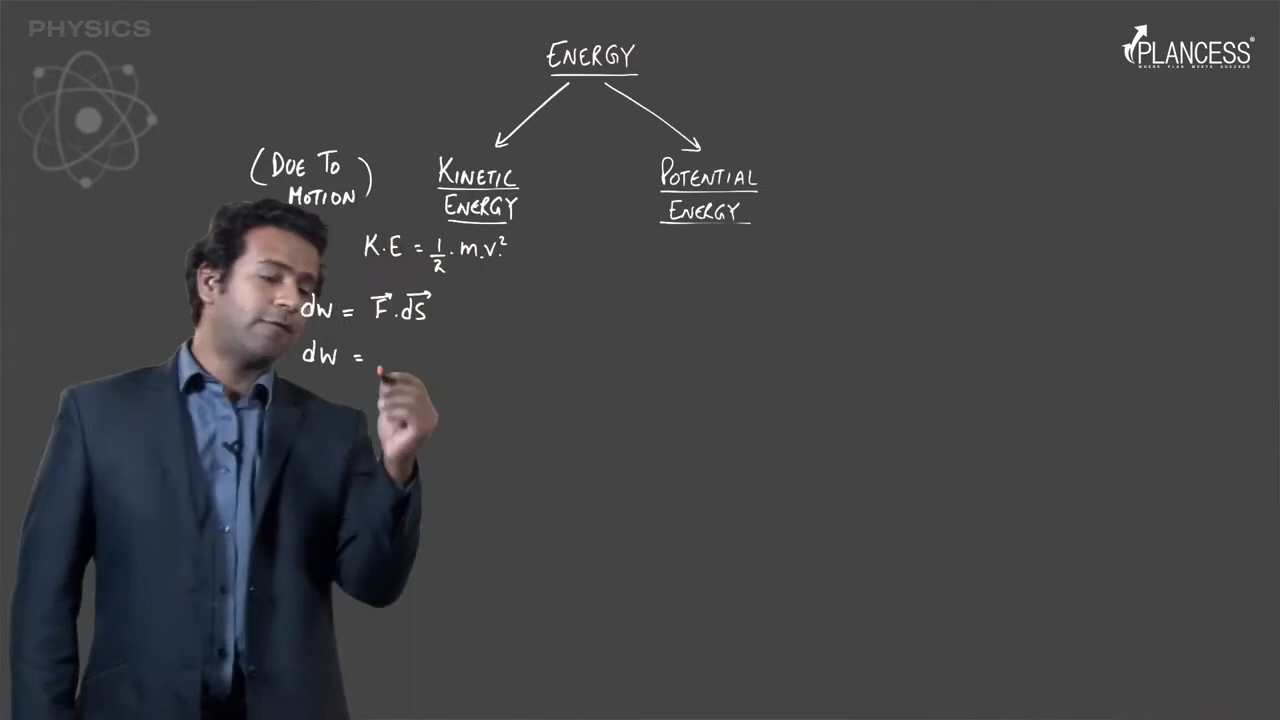 PHYSICS
PLANCESS®
WHERE PLAN MEETS SUCCESS
ENERGY
(DUE TO
MOTION)
KINETIC
ENERGY
POTENTIAL
ENERGY
K.E = 1/2 . m.v.²
dw = F⃗.dS⃗
dw =